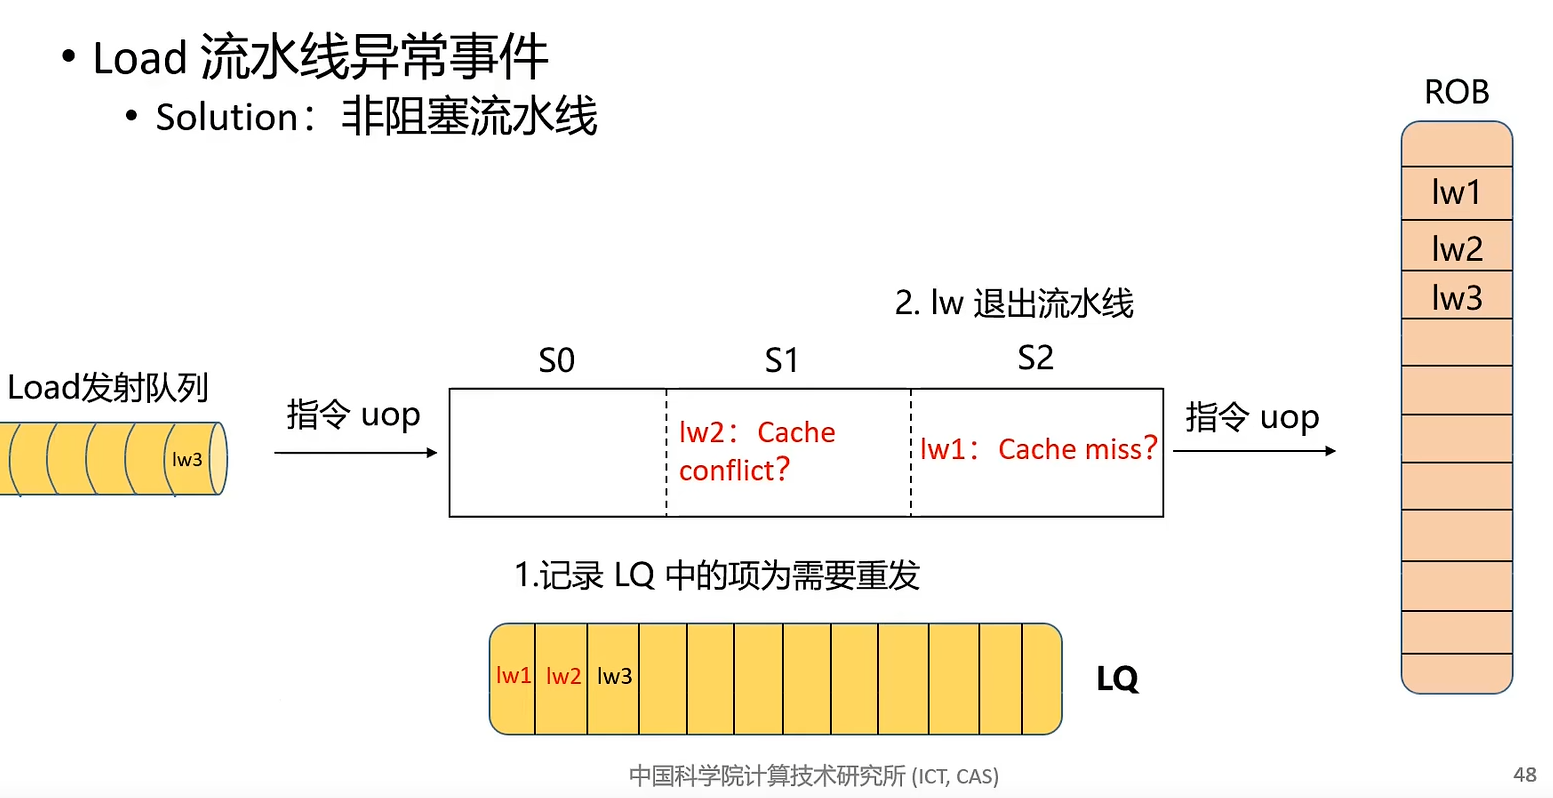 • Load 流水线异常事件
• Solution：非阻塞流水线
ROB
lw1
lw2
lw3
2. lw 退出流水线
S0
S1
S2
Load发射队列
lw3
指令 uop
lw2：Cache
conflict？
lw1：Cache miss？
指令 uop
1.记录 LQ 中的项为需要重发
lw1
lw2
lw3
LQ
中国科学院计算技术研究所 (ICT, CAS)
48